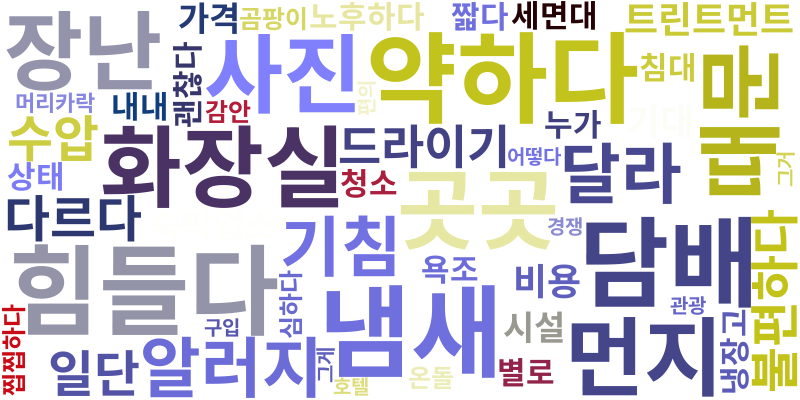 장난
가격
곰팡이
노후하다
짧다
세면대
트린트먼트
머리카락
내내
괜찮다
감안
사진
편의
약하다
침대
기대
때문
수압
화장실
드라이기
누가
어떻다
달라
그거
상태
청소
곳곳
다르다
기침
경쟁
담배
불편하다
힘들다
욕조
비용
관광
심하다
냄새
시설
먼지
냉장고
찝찝하다
구입
일단
알러지
그게
호텔
온돌
별로